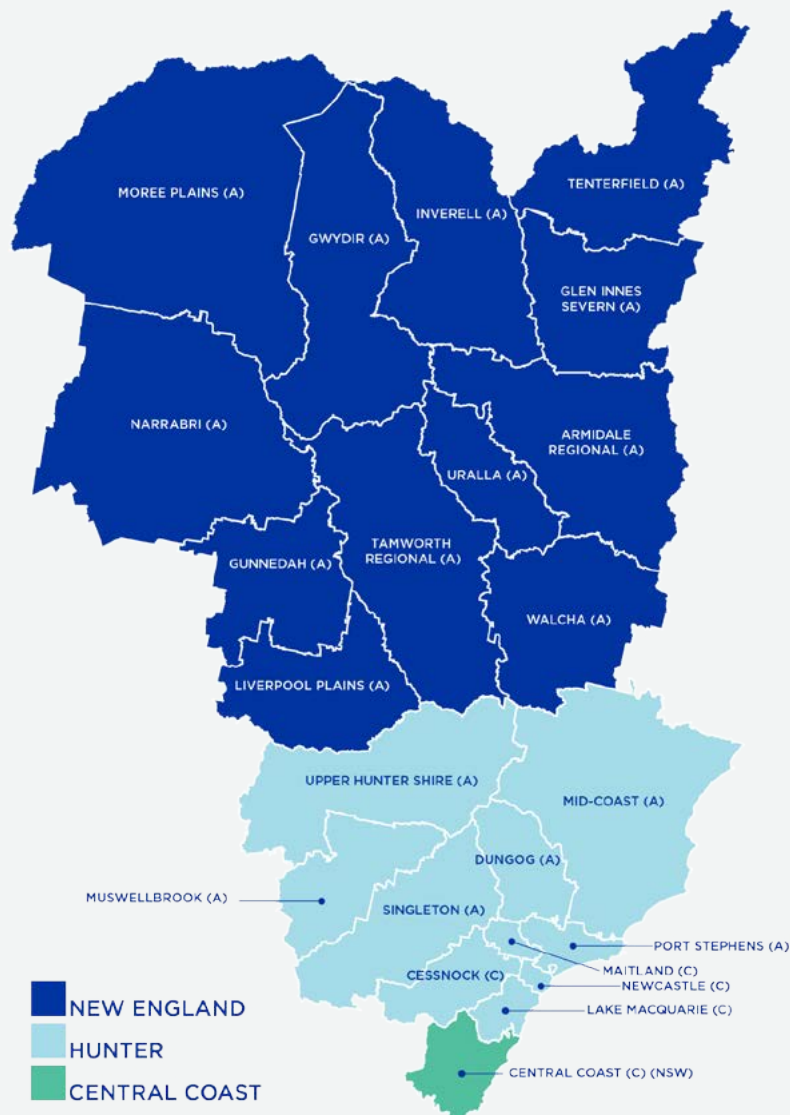 TENTERFIELD (A)
MOREE PLAINS (A)
INVERELL (A)
GWYDIR (A)
GLEN INNES
SEVERN (A)
NARRABRI (A)
ARMIDALE
REGIONAL (A)
URALLA (A)
TAMWORTH
REGIONAL (A)
GUNNEDAH (A)
WALCHA (A)
LIVERPOOL PLAINS (A)
UPPER HUNTER SHIRE (A)
MID-COAST (A)
DUNGOG (A)
MUSWELLBROOK (A)
SINGLETON (A)
PORT STEPHENS (A)
MAITLAND (C)
CESSNOCK (C)
NEWCASTLE (C)
LAKE MACQUARIE (C)
CENTRAL COAST (C) (NSW)
NEW ENGLAND
HUNTER
CENTRAL COAST